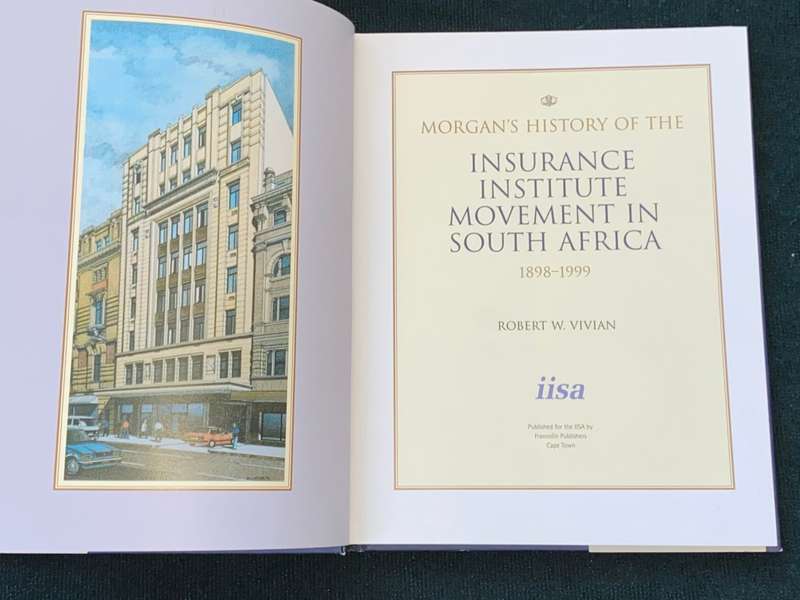 MORGAN'S HISTORY OF THE
INSURANCE
INSTITUTE
MOVEMENT IN
SOUTH AFRICA
1898–1999
ROBERT W. VIVIAN
iisa
Published for the IISA by
Francolin Publishers
Cape Town